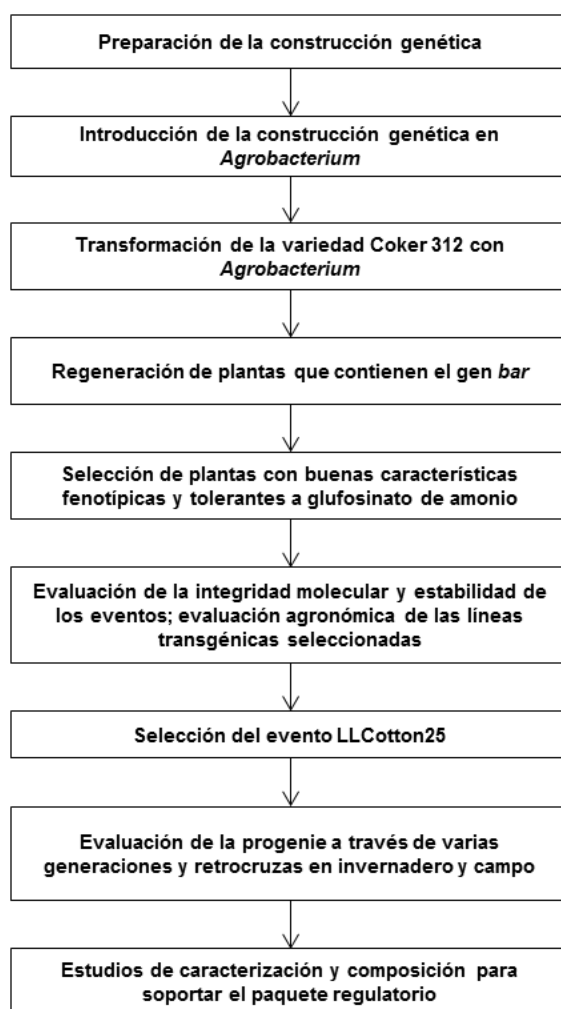 Preparación de la construcción genética
Introducción de la construcción genética en
Agrobacterium
Transformación de la variedad Coker 312 con
Agrobacterium
Regeneración de plantas que contienen el gen bar
Selección de plantas con buenas características
fenotípicas y tolerantes a glufosinato de amonio
Evaluación de la integridad molecular y estabilidad de
los eventos; evaluación agronómica de las líneas
transgénicas seleccionadas
Selección del evento LLCotton25
Evaluación de la progenie a través de varias
generaciones y retrocruzas en invernadero y campo
Estudios de caracterización y composición para
soportar el paquete regulatorio